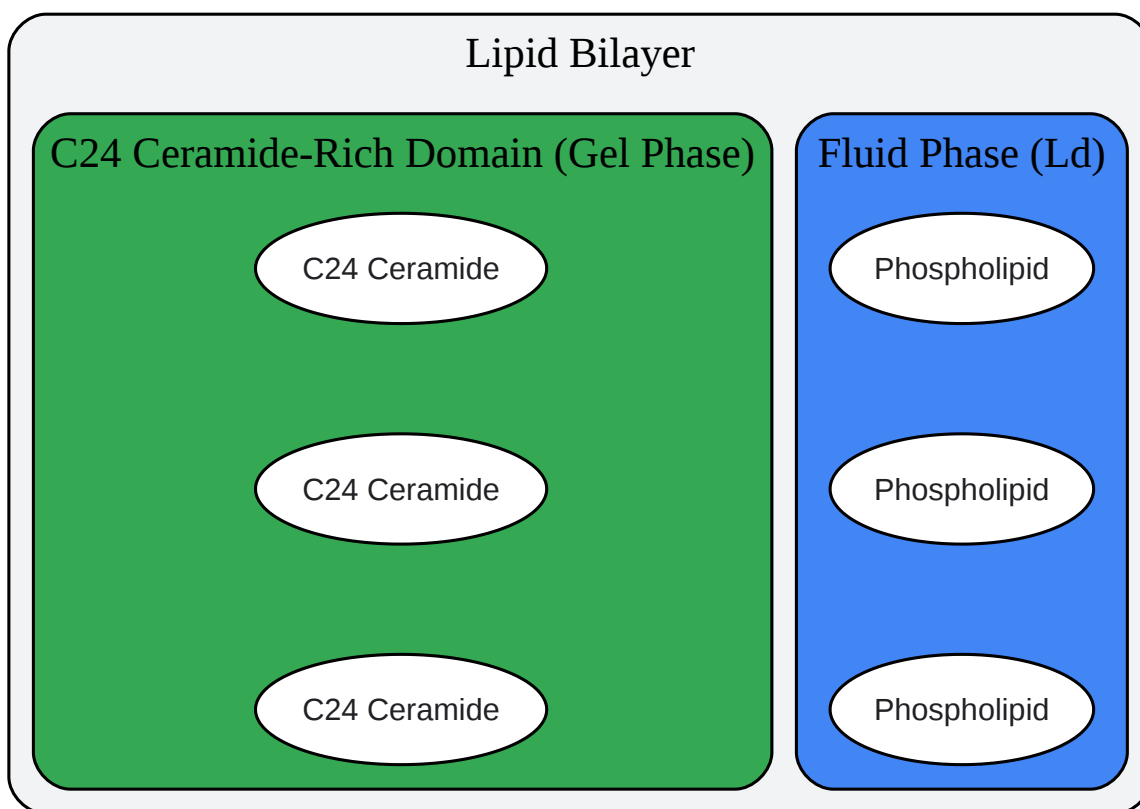 Lipid Bilayer
C24 Ceramide-Rich Domain (Gel Phase)
C24 Ceramide
C24 Ceramide
C24 Ceramide
Fluid Phase (Ld)
Phospholipid
Phospholipid
Phospholipid